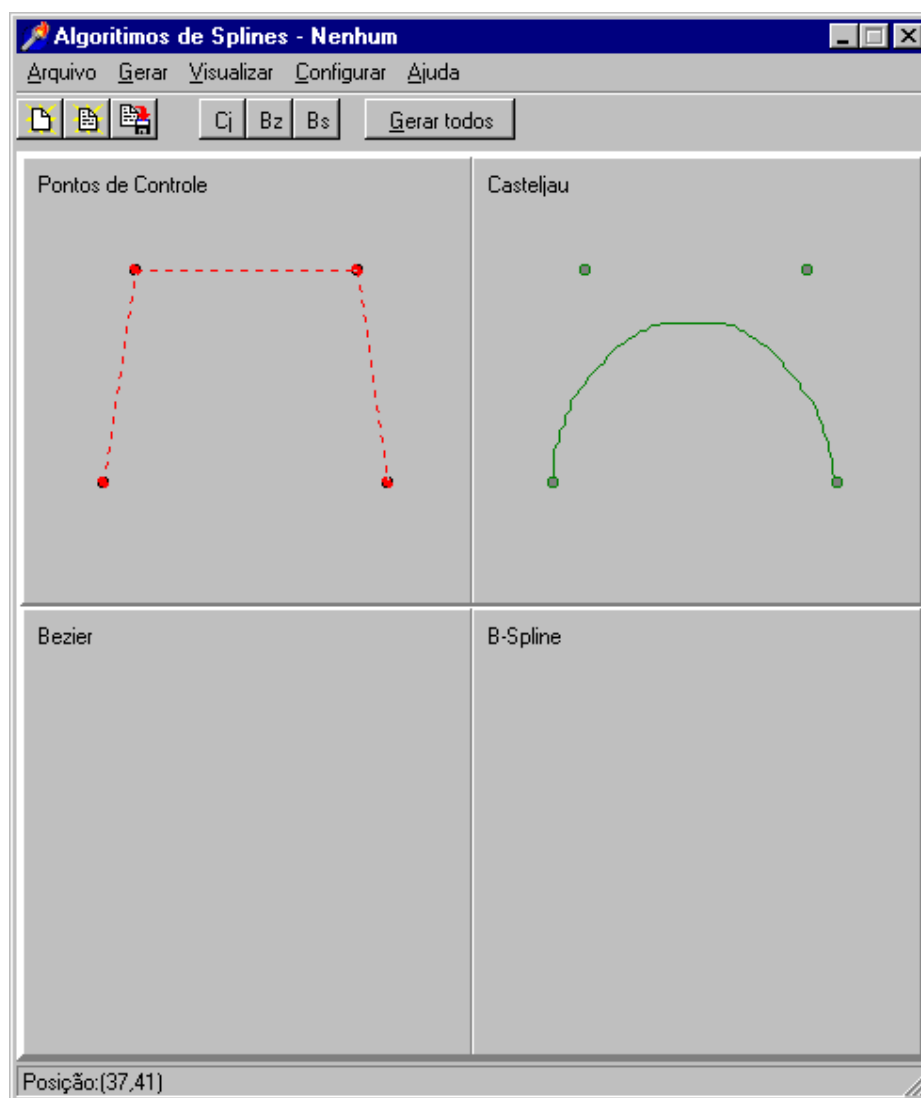 Algoritimos de Splines - Nenhum
Arquivo Gerar Visualizar Configurar Ajuda
Cj Bz Bs Gerar todos
Pontos de Controle
Casteljau
Bezier
B-Spline
Posição:(37,41)